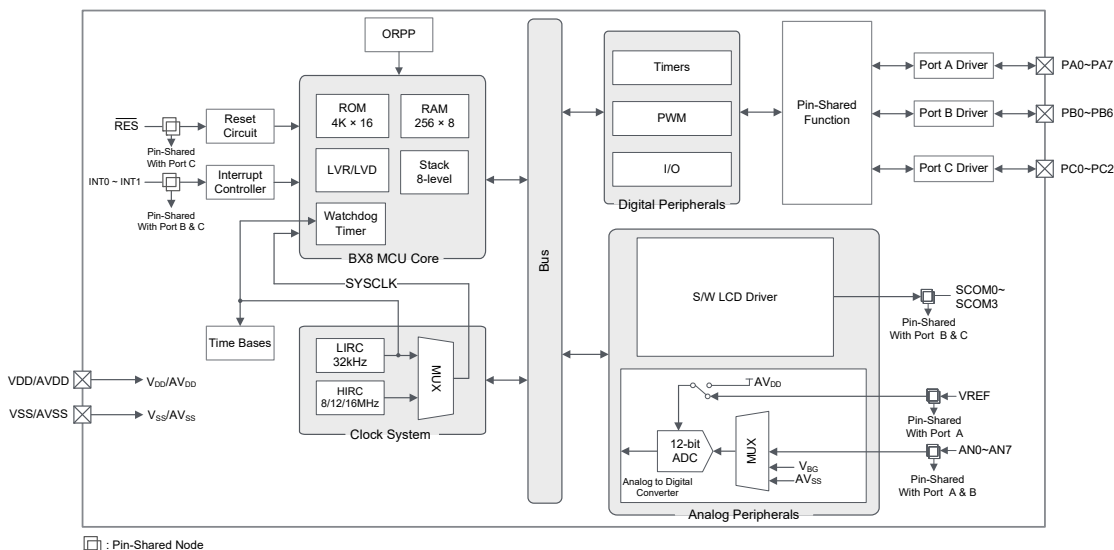 ORPP
ROM
4K × 16
RAM
256 × 8
LVR/LVD
Stack
8-level
Watchdog
Timer
BX8 MCU Core
RES
Reset
Circuit
Pin-Shared
With Port C
INT0 ~ INT1
Interrupt
Controller
Pin-Shared
With Port B & C
SYSCLK
Time Bases
LIRC
32kHz
HIRC
8/12/16MHz
MUX
Clock System
VDD/AVDD
VDD/AVDD
VSS/AVSS
VSS/AVSS
Bus
Timers
PWM
I/O
Digital Peripherals
Pin-Shared
Function
Port A Driver
PA0~PA7
Port B Driver
PB0~PB6
Port C Driver
PC0~PC2
S/W LCD Driver
SCOM0~
SCOM3
Pin-Shared
With Port B & C
AVDD
VREF
Pin-Shared
With Port A
12-bit
ADC
MUX
AN0~AN7
VBG
AVSS
Pin-Shared
With Port A & B
Analog to Digital
Converter
Analog Peripherals
: Pin-Shared Node